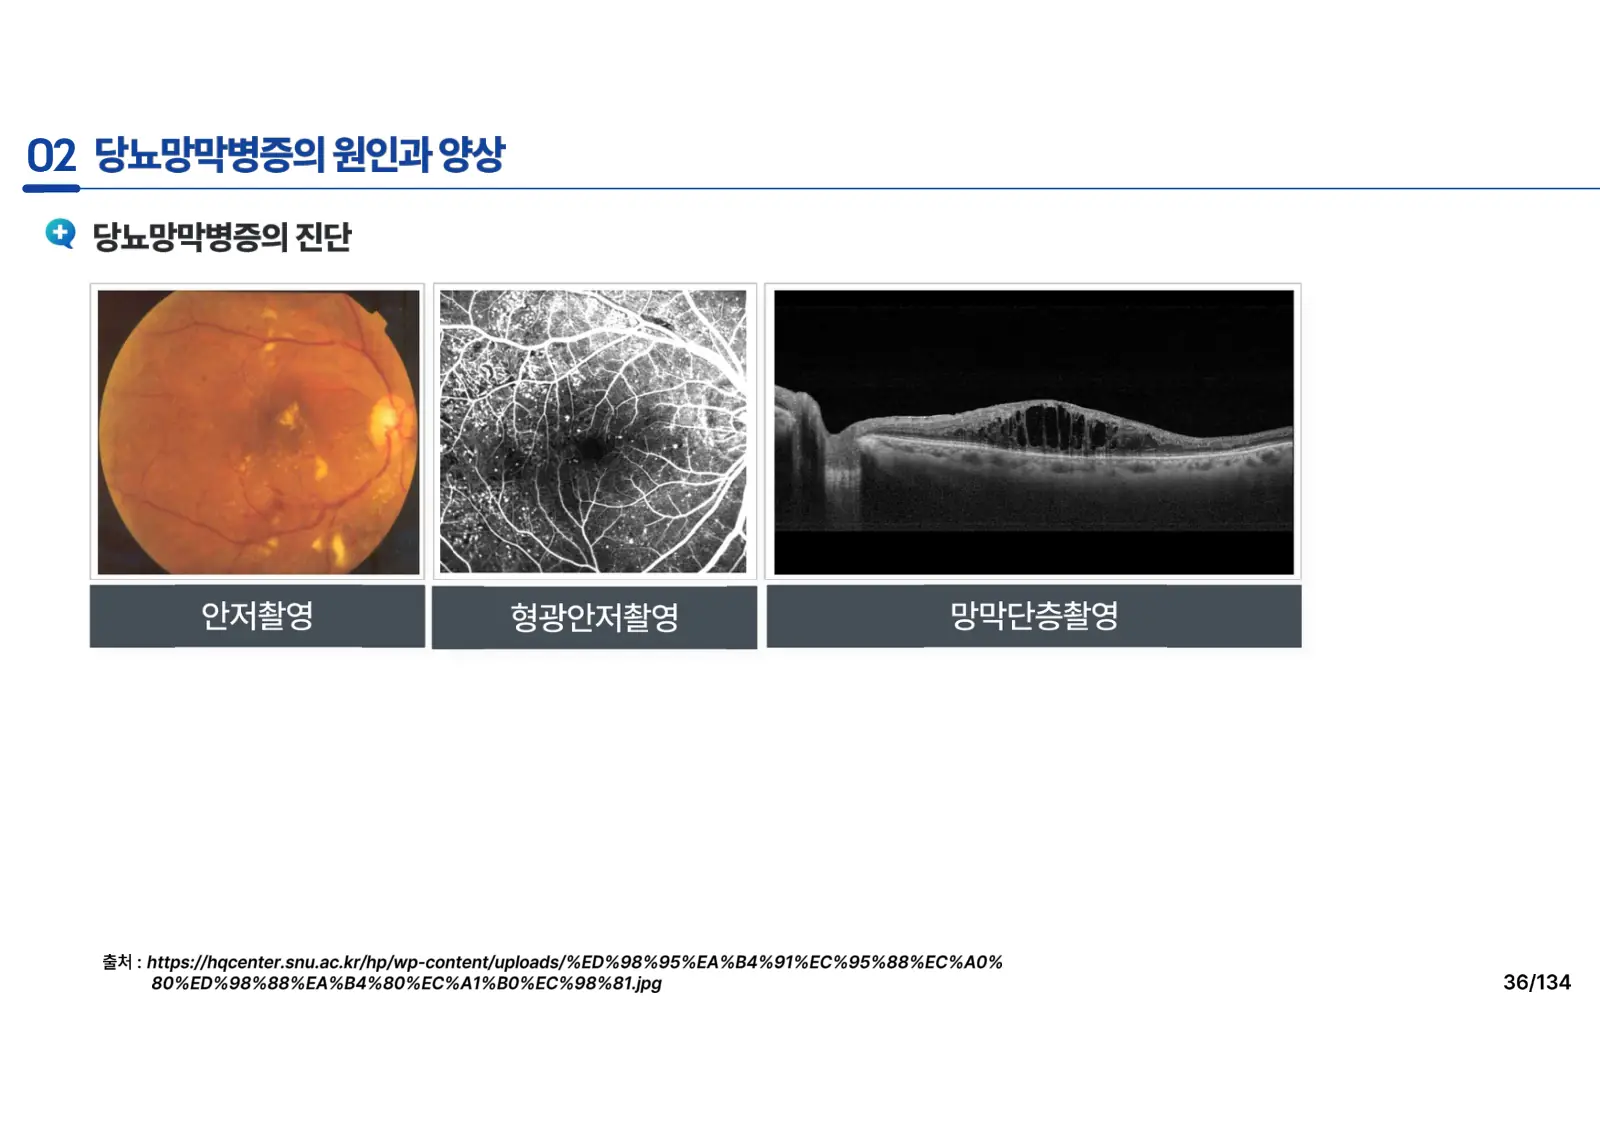 02 당뇨망막병증의 원인과 양상
당뇨망막병증의 진단
안저촬영
형광안저촬영
망막단층촬영
출처 : https://hqcenter.snu.ac.kr/hp/wp-content/uploads/%ED%98%95%EA%B4%91%EC%95%88%EC%A0%
80%ED%98%88%EA%B4%80%EC%A1%B0%EC%98%81.jpg
36/134